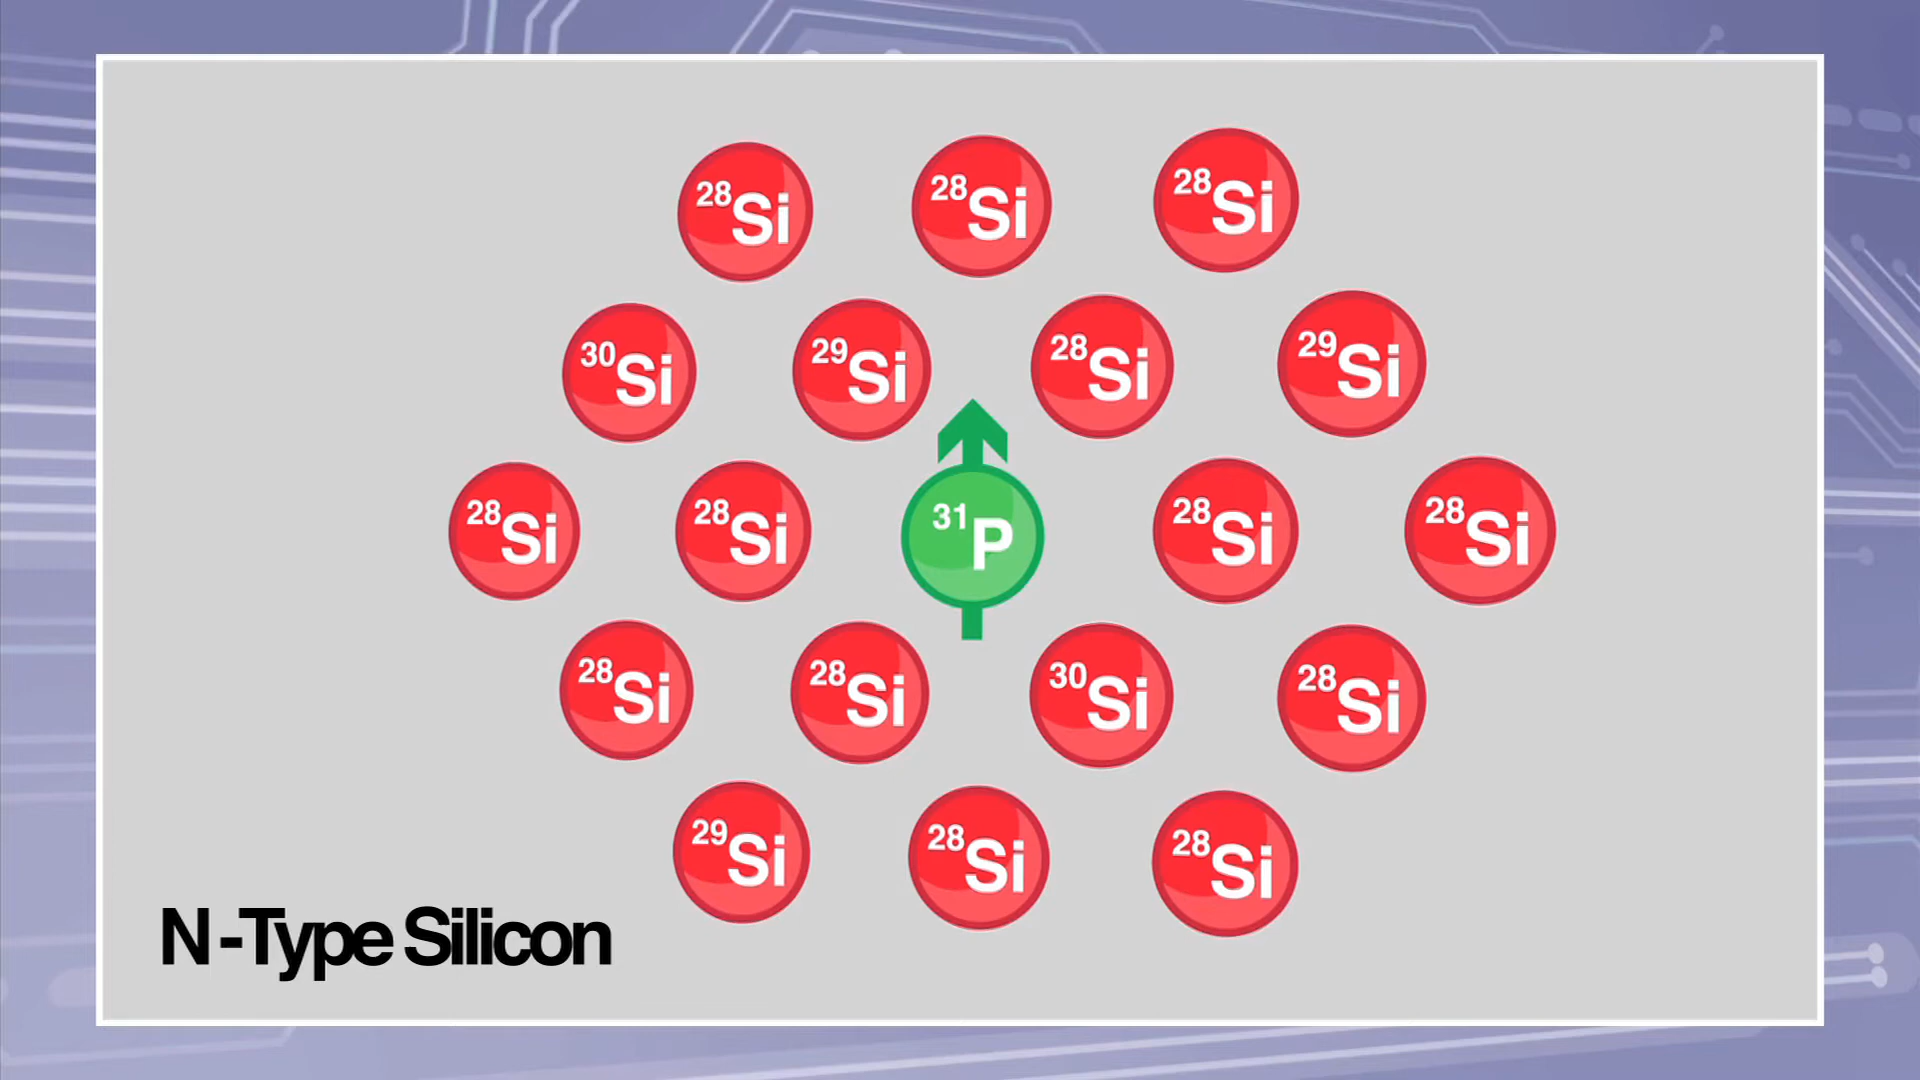 28Si 28Si 28Si
30Si 29Si 28Si 29Si
28Si 28Si 31P 28Si 28Si
28Si 28Si 30Si 28Si
29Si 28Si 28Si
N-Type Silicon